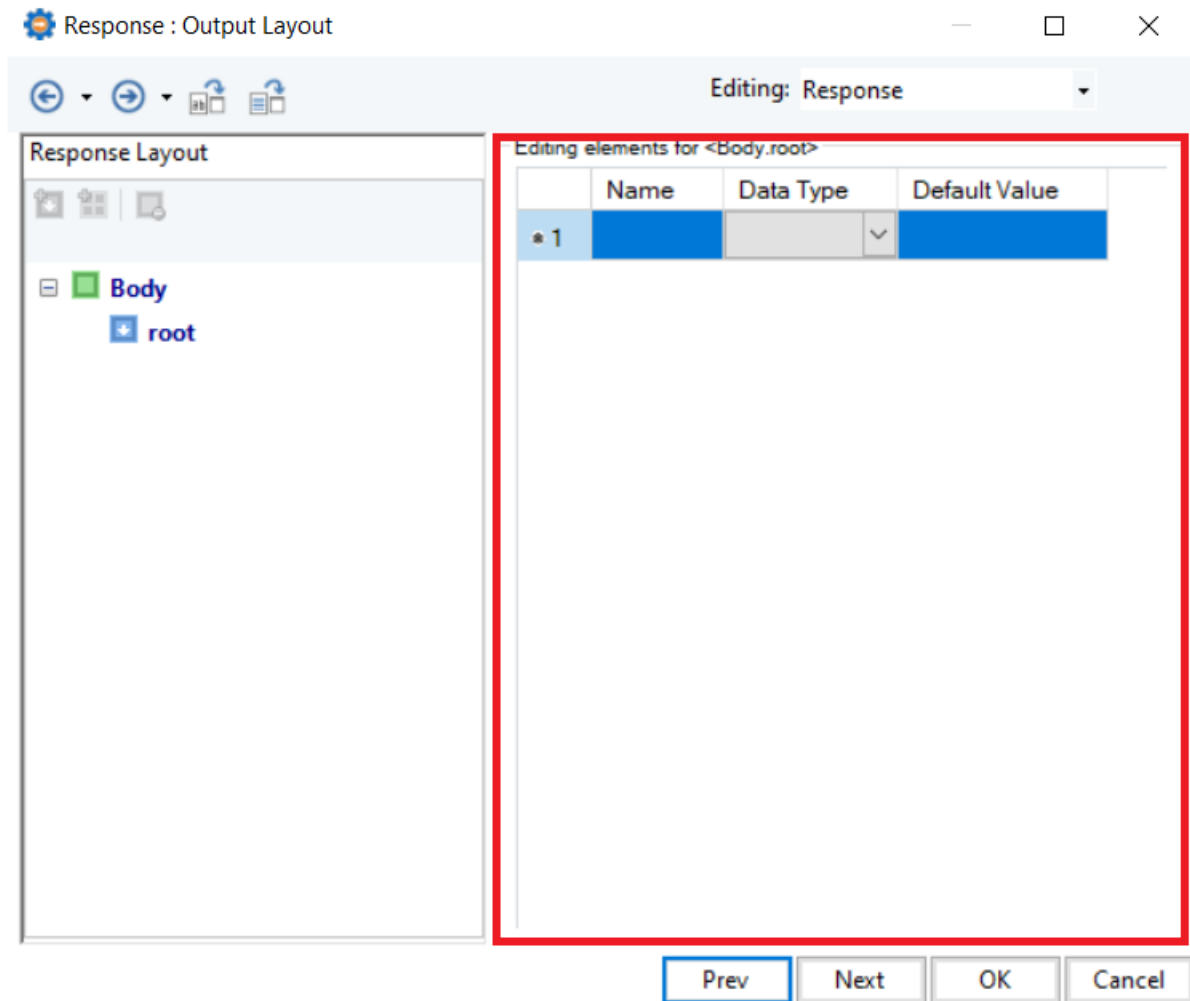 Response : Output Layout
Editing: Response
Response Layout
Editing elements for <Body.root>
Name Data Type Default Value
* 1
Body
root
Prev Next OK Cancel